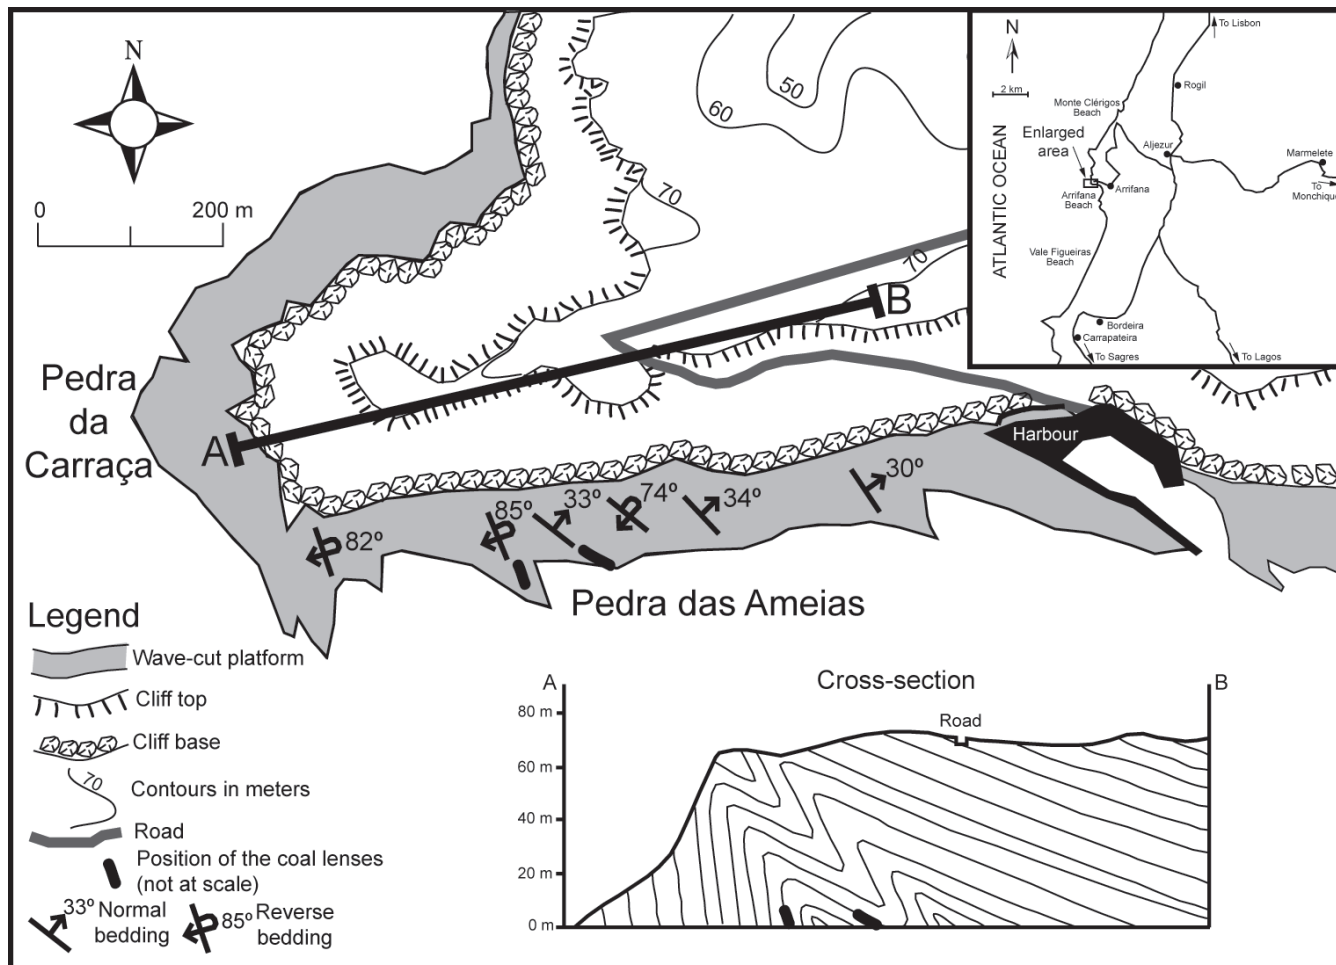 N
0
200 m
50
60
70
70
A
B
Pedra
da
Carraça
Harbour
82º
85º
33º
74º
34º
30º
Pedra das Ameias
N
2 km
To Lisbon
Rogil
Monte Clérigos
Beach
Enlarged
area
Aljezur
Marmelete
To
Monchique
Arrifana
Arrifana
Beach
ATLANTIC OCEAN
Vale Figueiras
Beach
Bordeira
Carrapateira
To Sagres
To Lagos
Legend
Wave-cut platform
Cliff top
Cliff base
70
Contours in meters
Road
Position of the coal lenses
(not at scale)
33º Normal
bedding
85º Reverse
bedding
Cross-section
A
B
80 m
60 m
40 m
20 m
0 m
Road